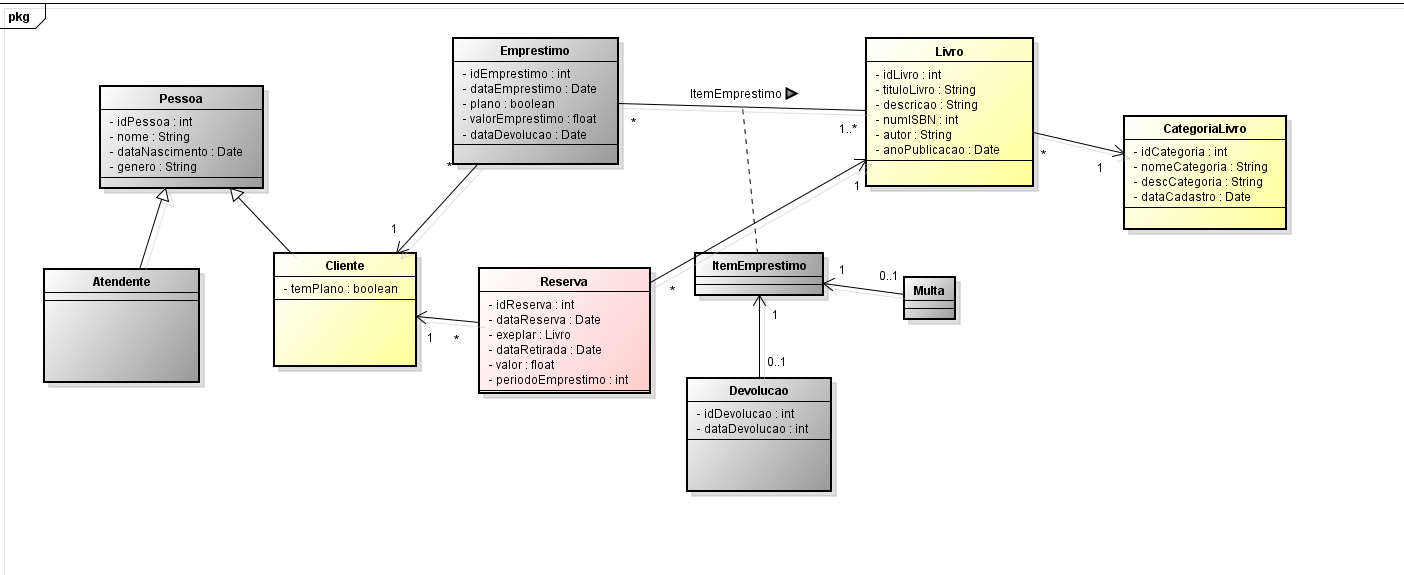 pkg
Emprestimo
- idEmprestimo : int
- dataEmprestimo : Date
- plano : boolean
- valorEmprestimo : float
- dataDevolucao : Date
Livro
- idLivro : int
- tituloLivro : String
- descricao : String
- numISBN : int
- autor : String
- anoPublicacao : Date
ItemEmprestimo
*
1..*
Pessoa
- idPessoa : int
- nome : String
- dataNascimento : Date
- genero : String
CategoriaLivro
- idCategoria : int
- nomeCategoria : String
- descCategoria : String
- dataCadastro : Date
*
1
*
1
1
*
Atendente
Cliente
- temPlano : boolean
1
*
Reserva
- idReserva : int
- dataReserva : Date
- exeplar : Livro
- dataRetirada : Date
- valor : float
- periodoEmprestimo : int
ItemEmprestimo
1
0..1
Multa
1
0..1
Devolucao
- idDevolucao : int
- dataDevolucao : int